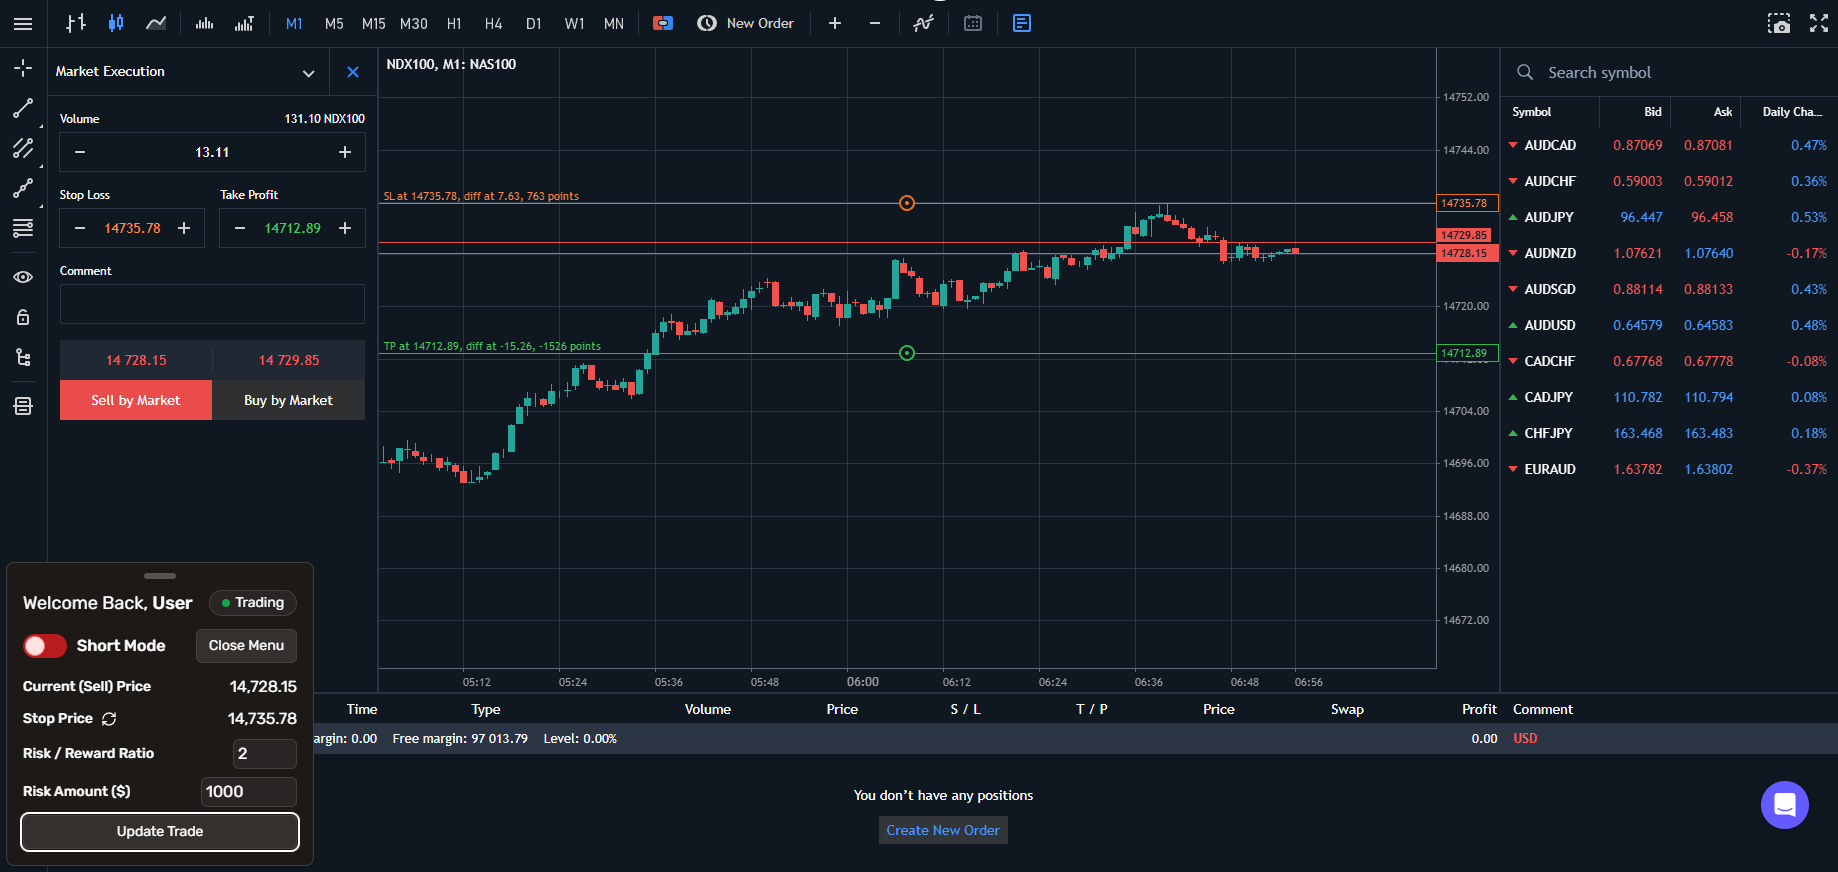 M1 M5 M15 M30 H1 H4 D1 W1 MN New Order
Market Execution
Volume 131.10 NDX100
13.11
Stop Loss Take Profit
14735.78 14712.89
Comment
14 728.15 14 729.85
Sell by Market Buy by Market
NDX100, M1: NAS100
SL at 14735.78, diff at 7.63, 763 points
TP at 14712.89, diff at -15.26, -1526 points
14752.00
14744.00
14735.78
14729.85
14728.15
14720.00
14712.89
14704.00
14696.00
14688.00
14680.00
14672.00
05:12 05:24 05:36 05:48 06:00 06:12 06:24 06:36 06:48 06:56
Search symbol
Symbol Bid Ask Daily Cha...
AUDCAD 0.87069 0.87081 0.47%
AUDCHF 0.59003 0.59012 0.36%
AUDJPY 96.447 96.458 0.53%
AUDNZD 1.07621 1.07640 -0.17%
AUDSGD 0.88114 0.88133 0.43%
AUDUSD 0.64579 0.64583 0.48%
CADCHF 0.67768 0.67778 -0.08%
CADJPY 110.782 110.794 0.08%
CHFJPY 163.468 163.483 0.18%
EURAUD 1.63782 1.63802 -0.37%
Welcome Back, User Trading
Short Mode Close Menu
Current (Sell) Price 14,728.15
Stop Price 14,735.78
Risk / Reward Ratio 2
Risk Amount ($) 1000
Update Trade
Time Type Volume Price S / L T / P Price Swap Profit Comment
argin: 0.00 Free margin: 97 013.79 Level: 0.00% 0.00 USD
You don't have any positions
Create New Order